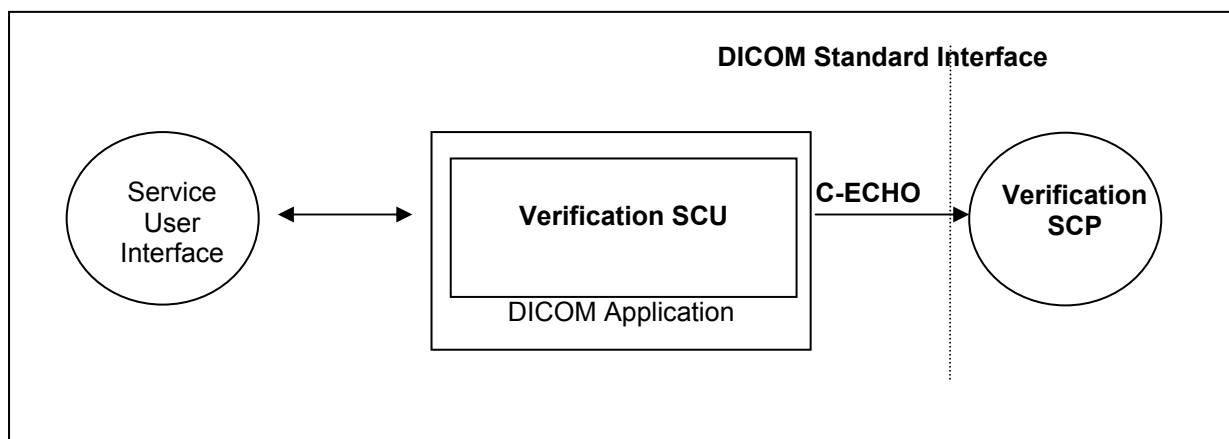 DICOM Standard Interface
Service
User
Interface
Verification SCU
DICOM Application
C-ECHO
Verification
SCP